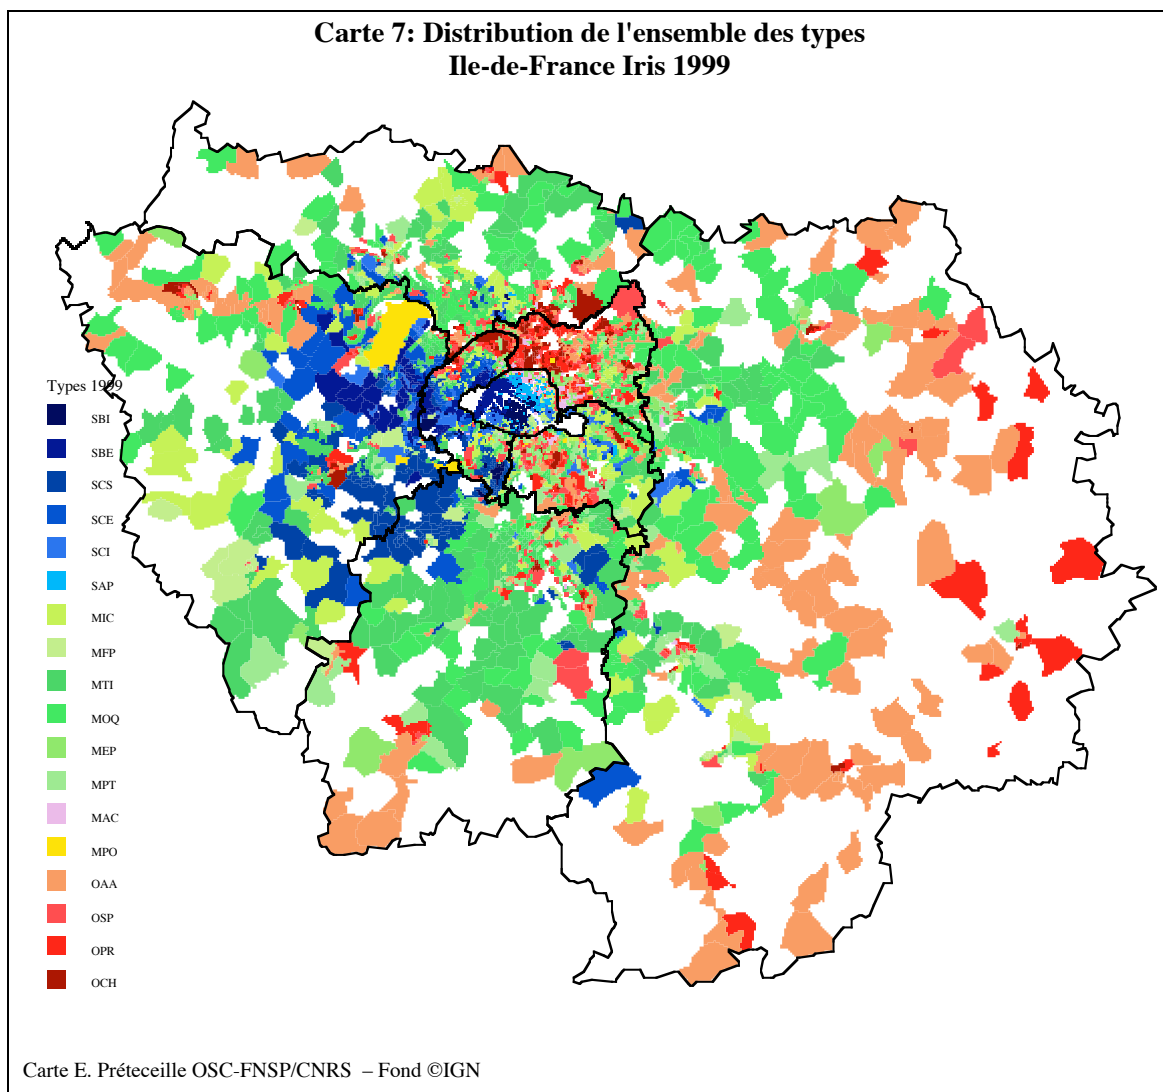 Carte 7: Distribution de l'ensemble des types
Ile-de-France Iris 1999
Types 1999
SBI
SBE
SCS
SCE
SCI
SAP
MIC
MFP
MTI
MOQ
MEP
MPT
MAC
MPO
OAA
OSP
OPR
OCH
Carte E. Préteceille OSC-FNSP/CNRS – Fond ©IGN